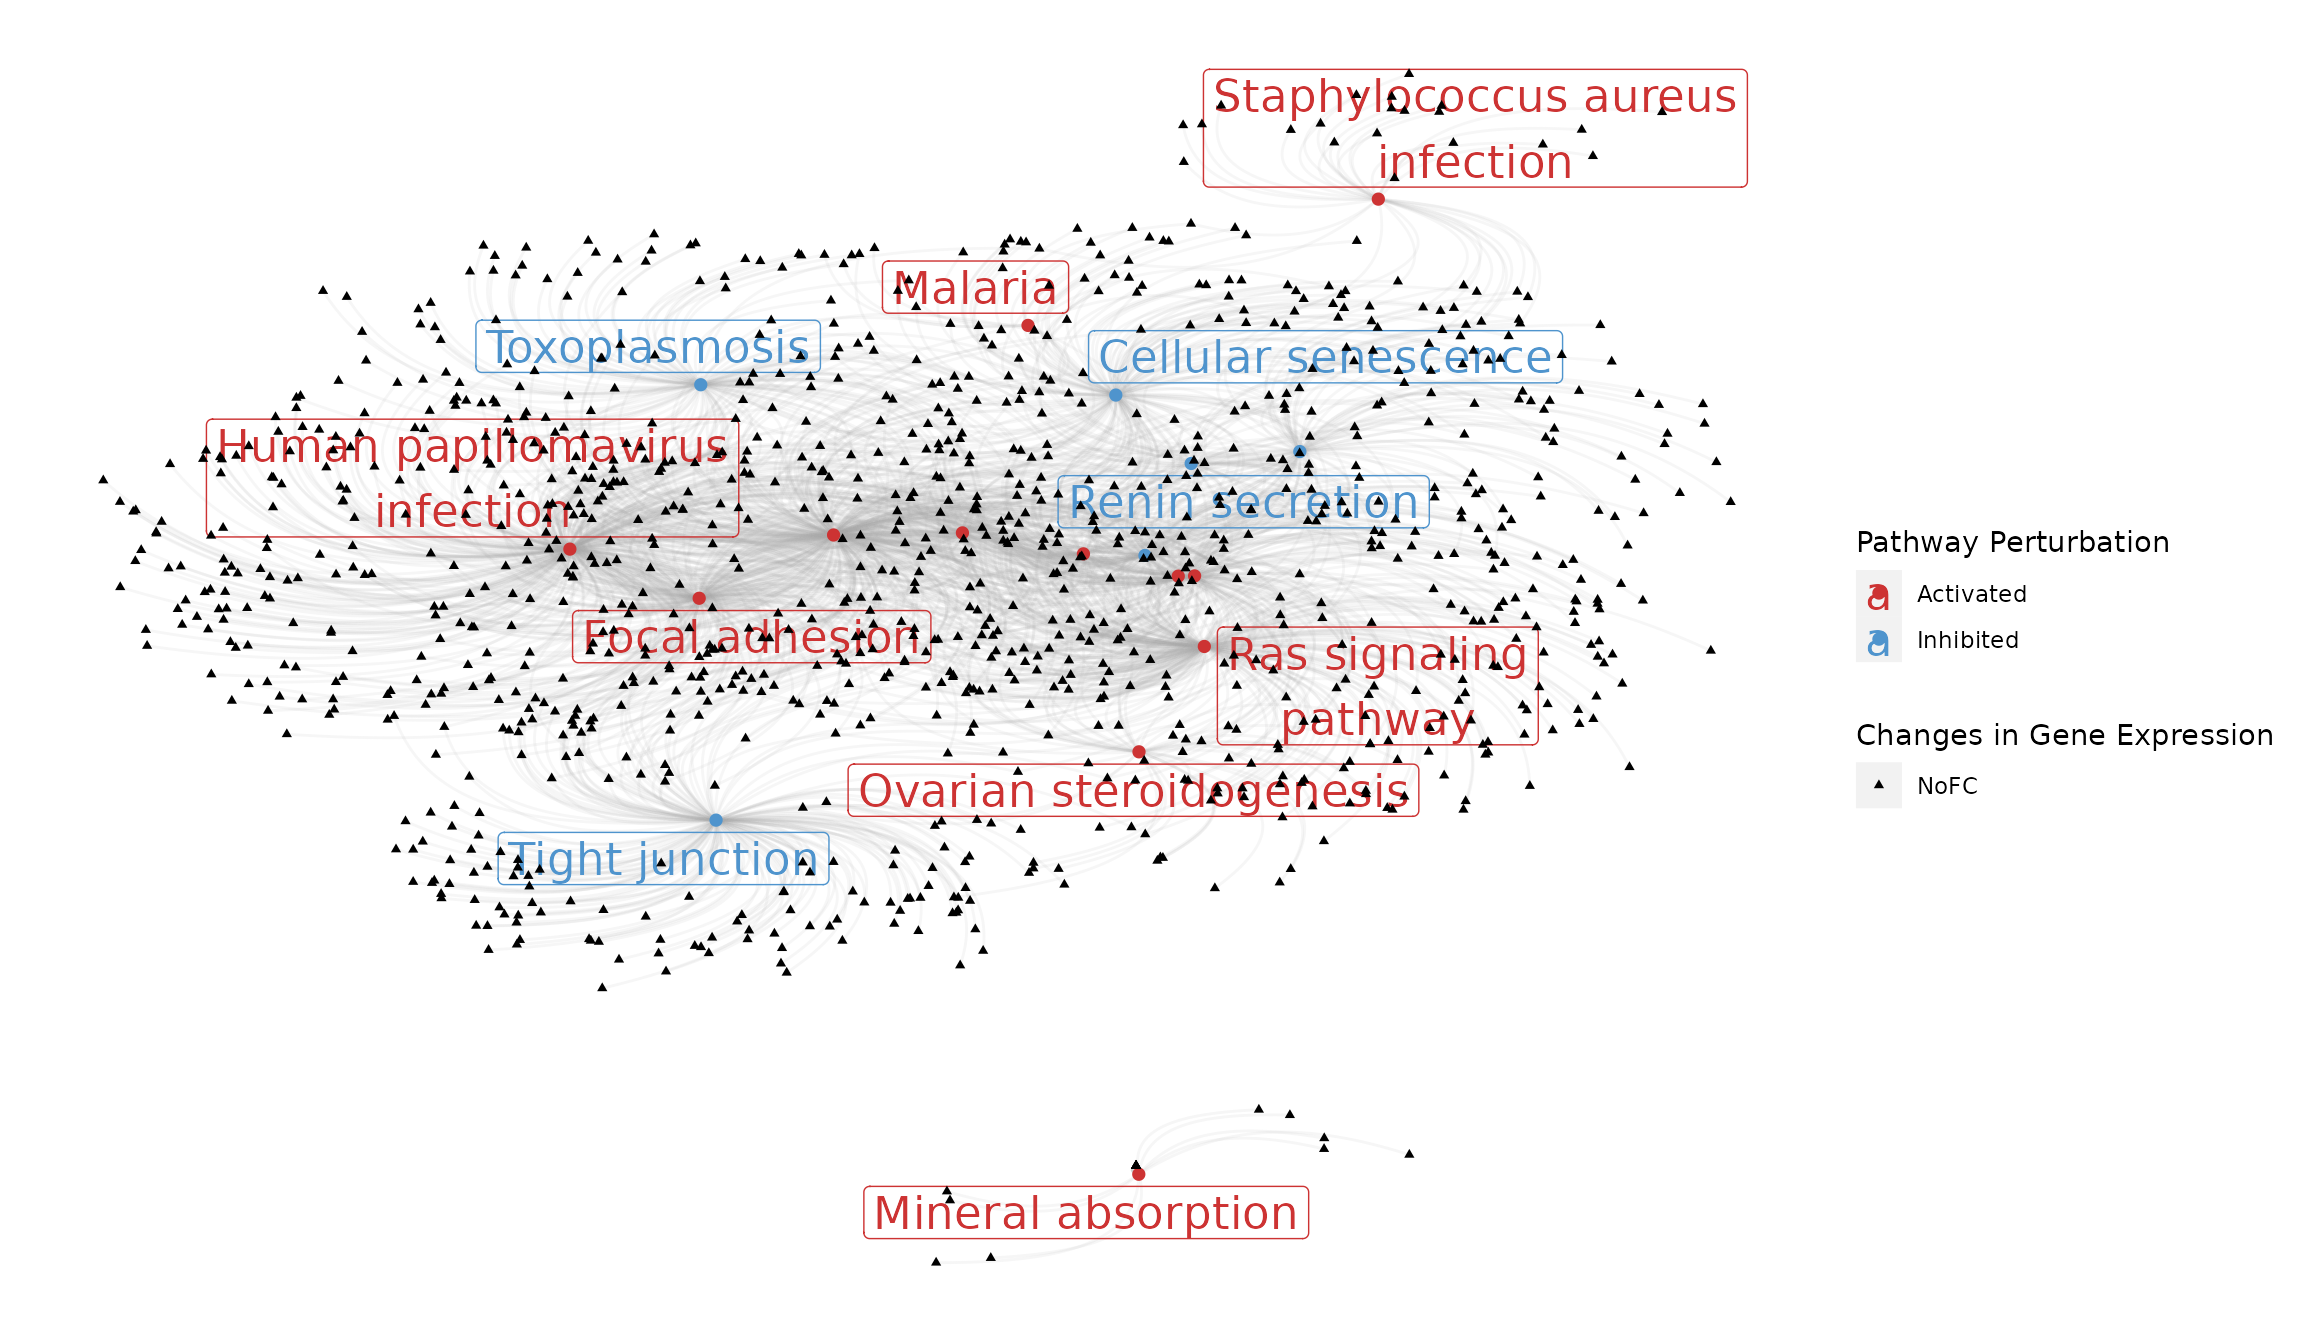 Staphylococcus aureus
infection
Malaria
Toxoplasmosis
Cellular senescence
Human papillomavirus
infection
Renin secretion
Focal adhesion
Ras signaling
pathway
Ovarian steroidogenesis
Tight junction
Mineral absorption
Pathway Perturbation
a Activated
a Inhibited
Changes in Gene Expression
NoFC